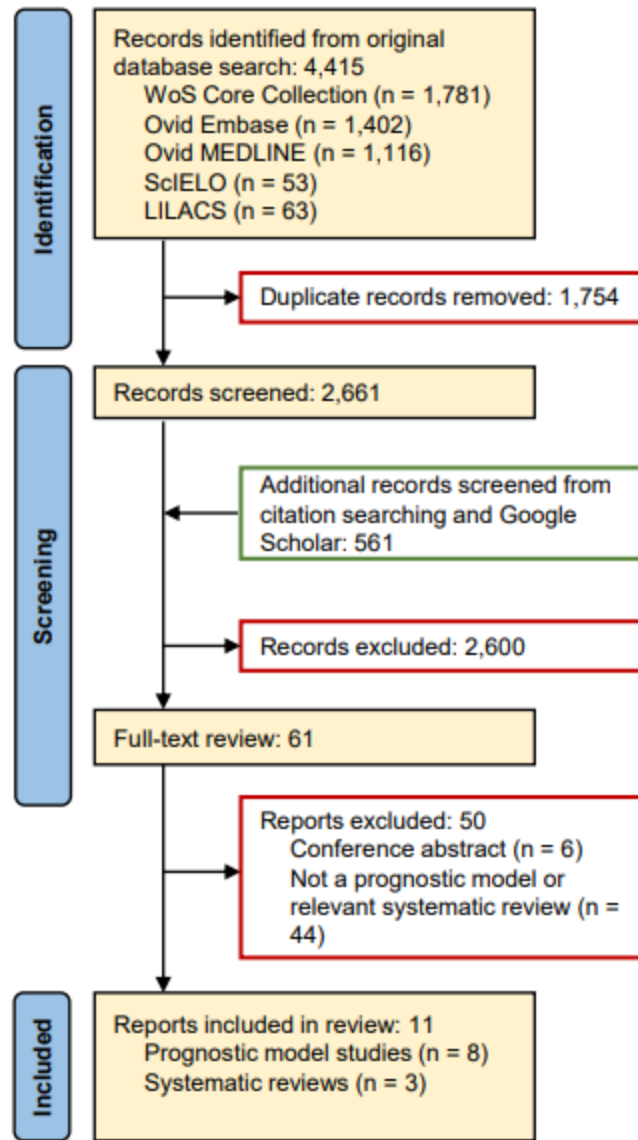 Identification
Records identified from original
database search: 4,415
WoS Core Collection (n = 1,781)
Ovid Embase (n = 1,402)
Ovid MEDLINE (n = 1,116)
ScIELO (n = 53)
LILACS (n = 63)
Duplicate records removed: 1,754
Screening
Records screened: 2,661
Additional records screened from
citation searching and Google
Scholar: 561
Records excluded: 2,600
Full-text review: 61
Reports excluded: 50
Conference abstract (n = 6)
Not a prognostic model or
relevant systematic review (n =
44)
Included
Reports included in review: 11
Prognostic model studies (n = 8)
Systematic reviews (n = 3)